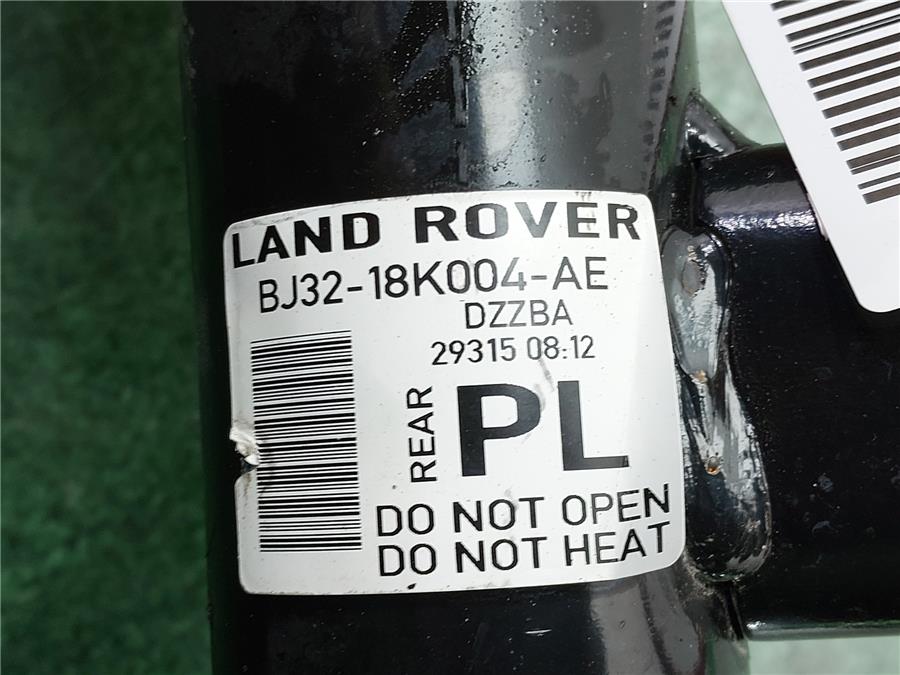 LAND ROVER
BJ32-18K004-AE
DZZBA
29315 08:12
REAR
PL
DO NOT OPEN
DO NOT HEAT